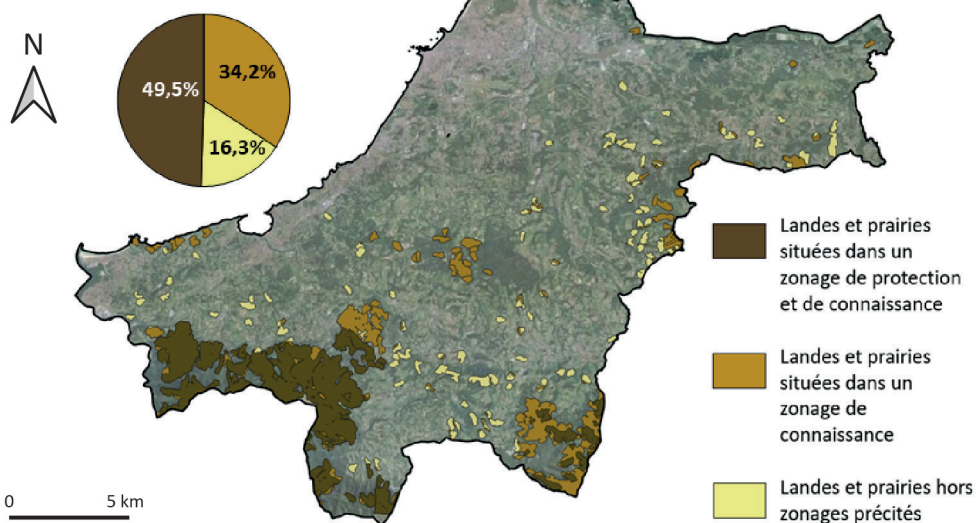 N
49,5%
34,2%
16,3%
Landes et prairies
situées dans un
zonage de protection
et de connaissance
Landes et prairies
situées dans un
zonage de
connaissance
Landes et prairies hors
zonages précités
0 5 km